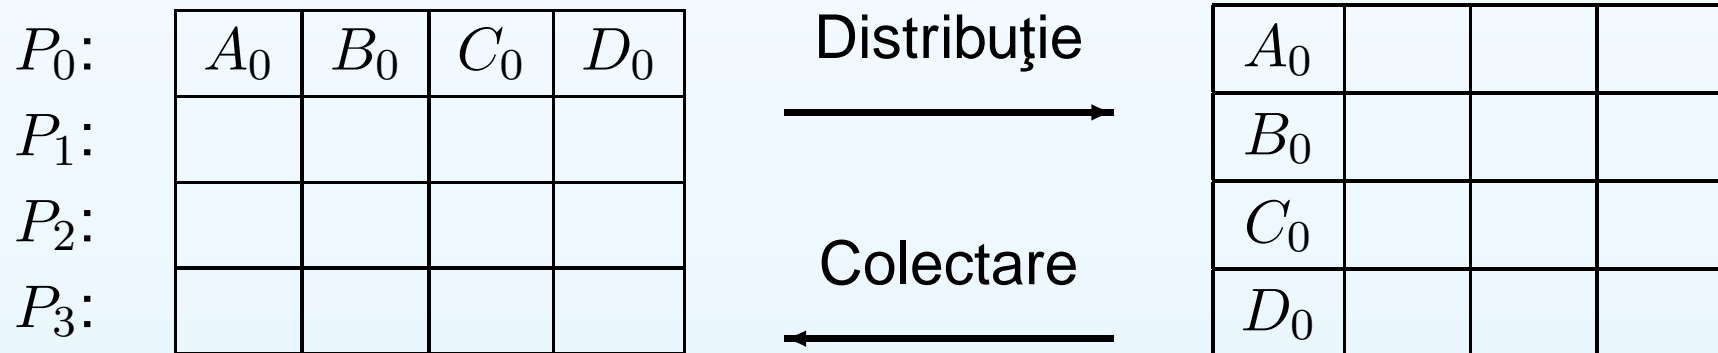 P₀: A₀ B₀ C₀ D₀ Distribuţie A₀
P₁: B₀
P₂: C₀
Colectare
P₃: D₀